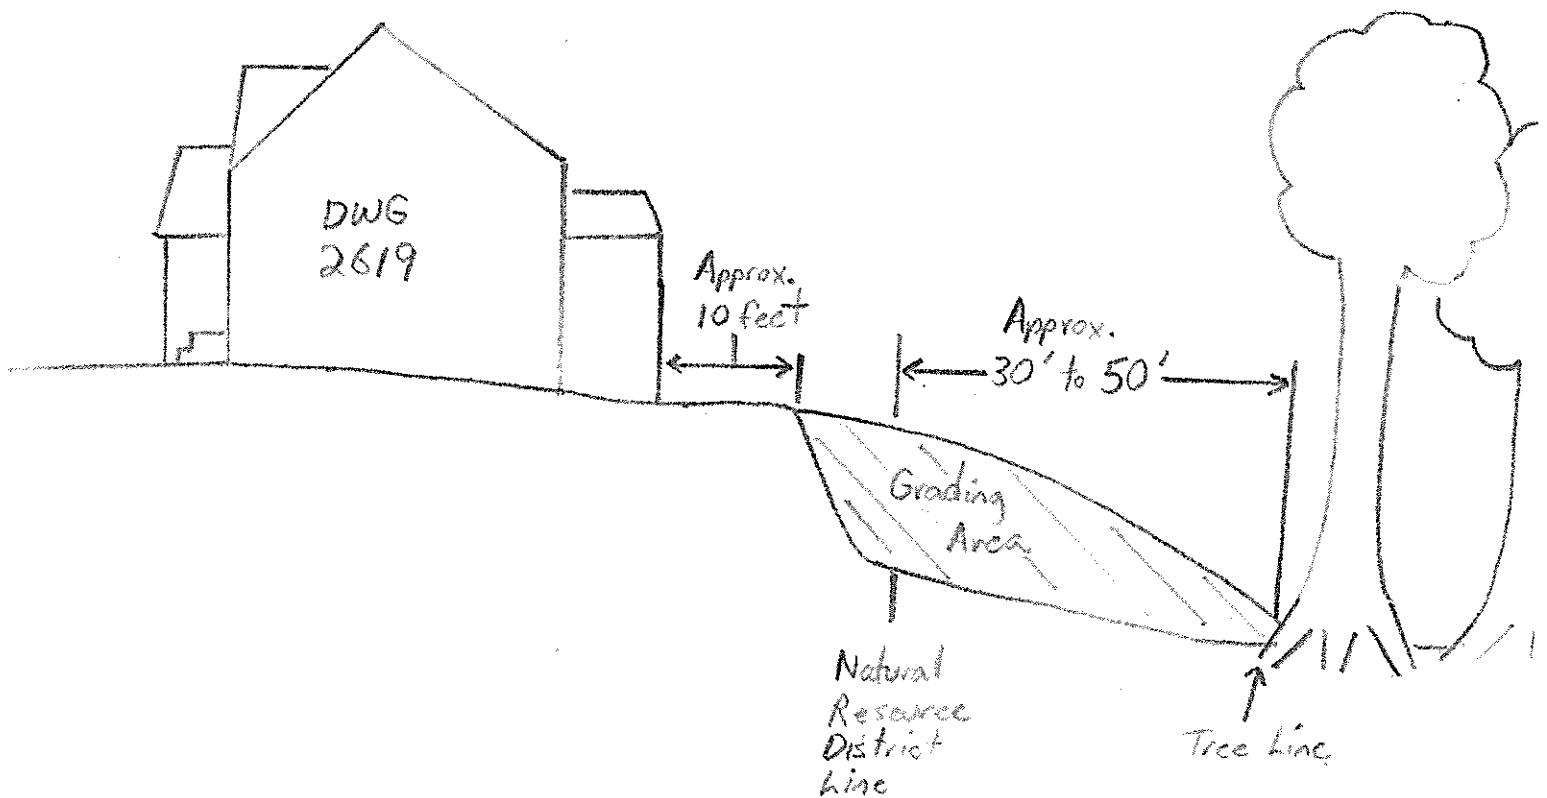 DWG
2619
Approx.
10 feet
Approx.
30' to 50'
Grading
Area
Natural
Resource
District
Line
Tree Line